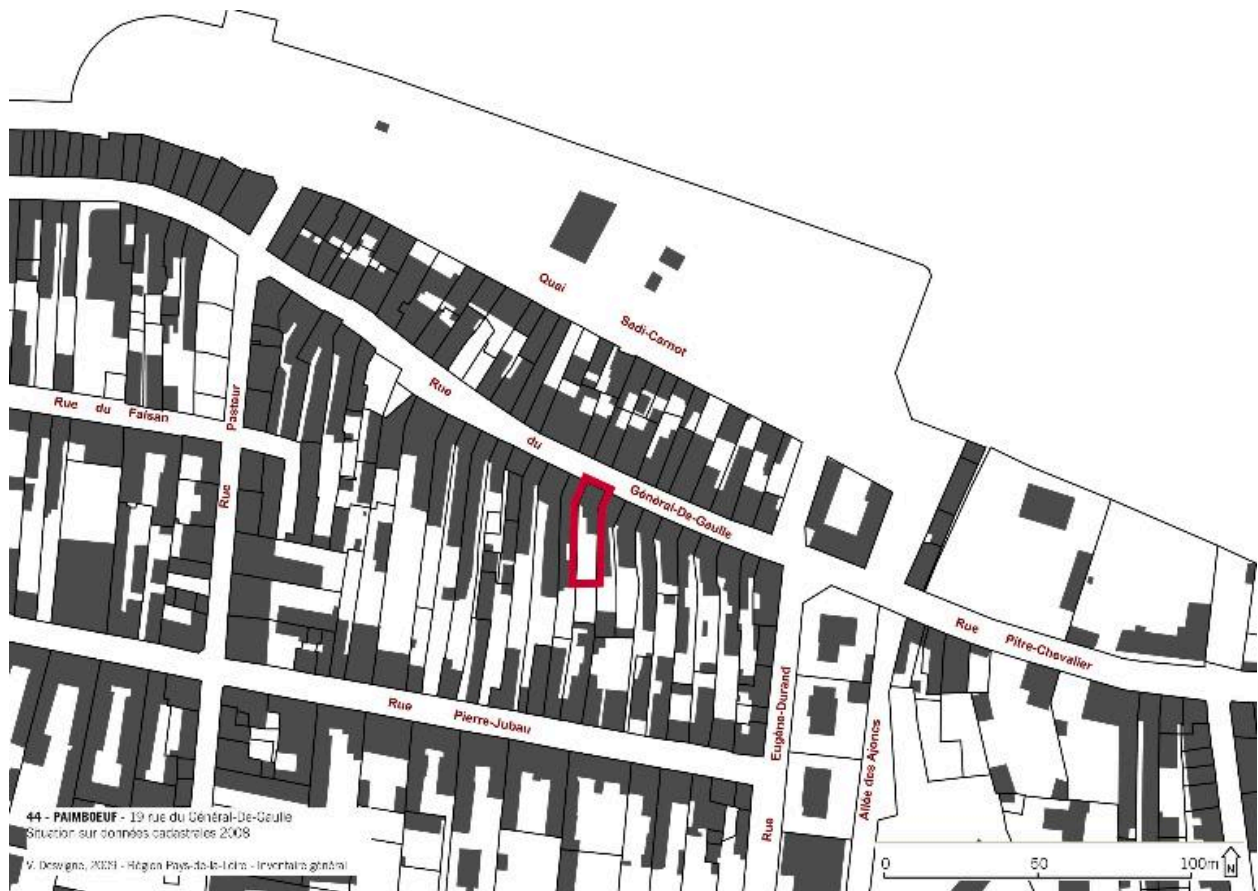 Quai
Sadi-Carnot
Rue
du
Général-De-Gaulle
Rue du Faisan
Rue
Pasteur
Rue
Pierre-Jubau
Rue
Eugène-Durand
Allée des Ajoncs
Rue
Pitre-Chevalier
44 - PAIMBOEUF - 19 rue du Général-De-Gaulle
Situation sur données cadastrales 2008
V. Desvigne, 2009 - Région Pays-de-la-Loire - Inventaire général
0 50 100m
N